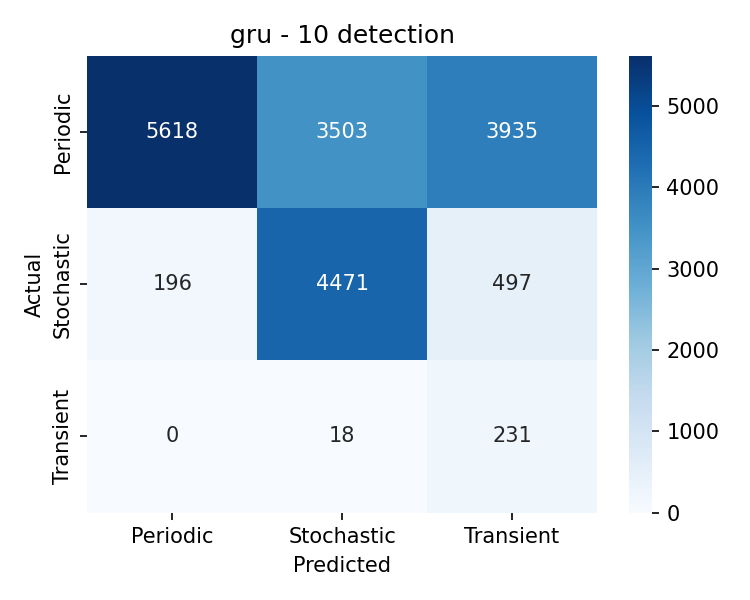 gru - 10 detection
Periodic
5618 3503 3935
Actual
Stochastic
196 4471 497
Transient
0 18 231
Periodic Stochastic Transient
Predicted
5000
4000
3000
2000
1000
0